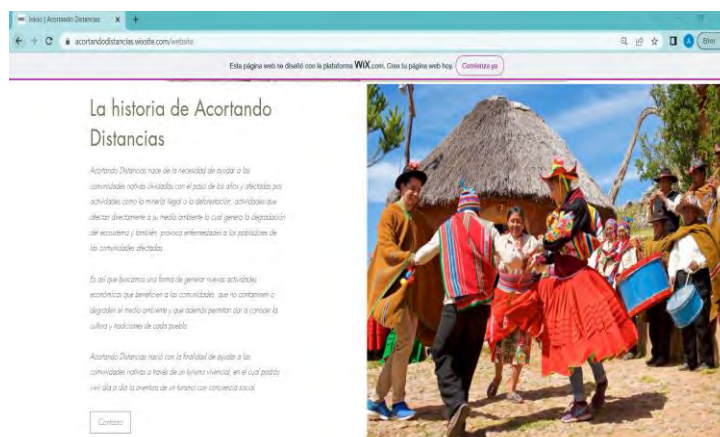 Inicio | Acortando Distancias
acortandodistancias.wixsite.com/website
Error
Esta página web se diseñó con la plataforma WiX.com. Crea tu página web hoy. Comienza ya
La historia de Acortando
Distancias
Acortando Distancias nace de la necesidad de ayudar a las
comunidades nativas olvidadas con el paso de los años y afectadas por
actividades como la minería ilegal o la deforestación, actividades que
afectan directamente a su medio ambiente lo cual genera la degradación
del ecosistema y también, provoca enfermedades a los pobladores de
las comunidades afectadas.
Es así que buscamos una forma de generar nuevas actividades
económicas que beneficien a las comunidades, que no contaminen o
degraden el medio ambiente y que además permitan dar a conocer la
cultura y tradiciones de cada pueblo.
Acortando Distancias nació con la finalidad de ayudar a las
comunidades nativas a través de un turismo vivencial, en el cual podrás
vivir día a día la aventura de un turismo con conciencia social.
Contacto